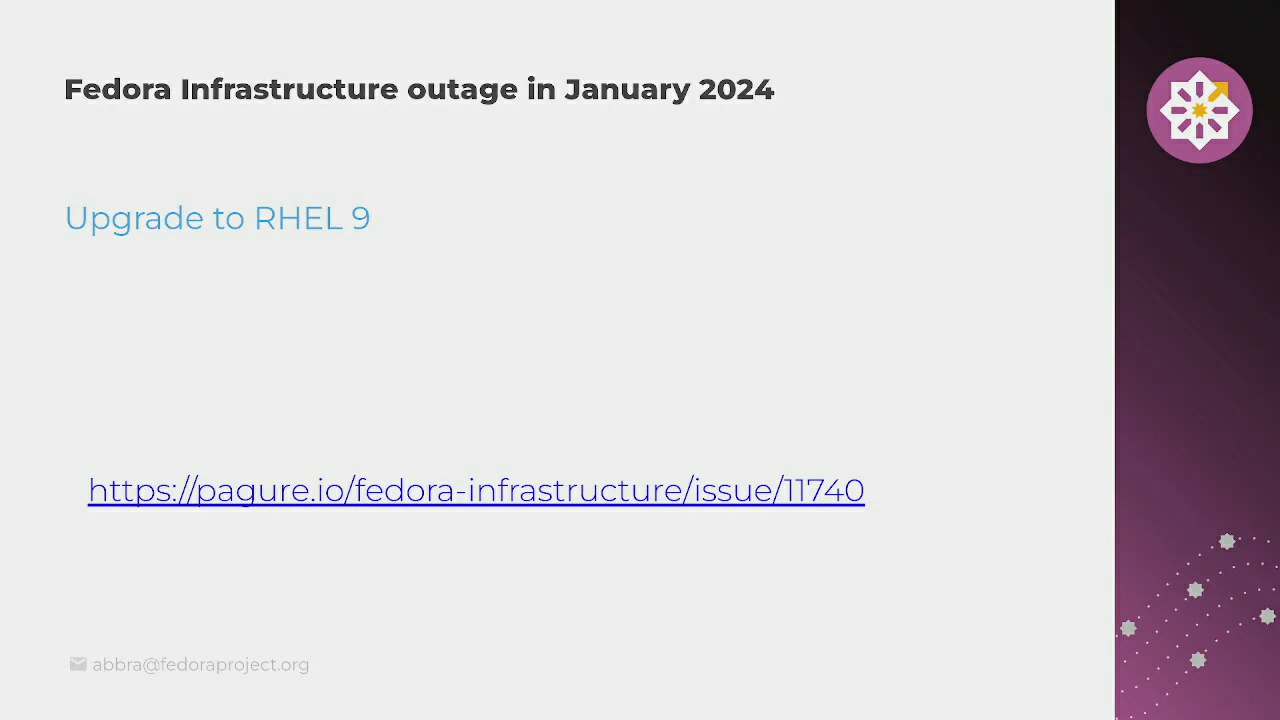 Fedora Infrastructure outage in January 2024
Upgrade to RHEL 9
https://pagure.io/fedora-infrastructure/issue/11740
abbra@fedoraproject.org